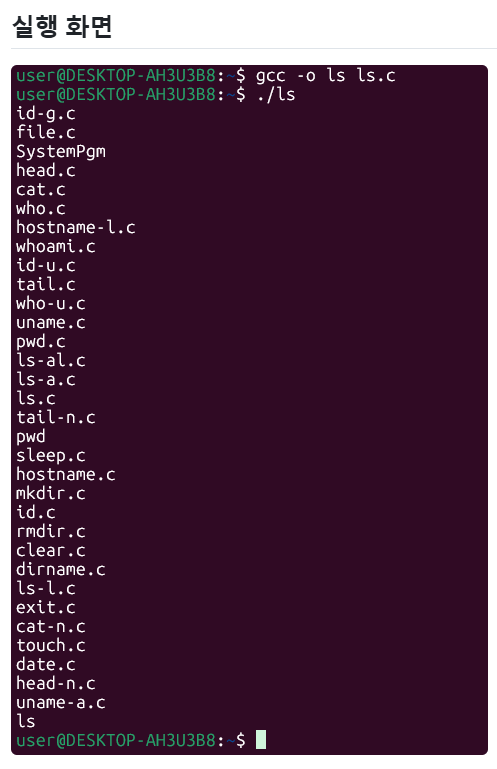 실행 화면
user@DESKTOP-AH3U3B8:~$ gcc -o ls ls.c
user@DESKTOP-AH3U3B8:~$ ./ls
id-g.c
file.c
SystemPgm
head.c
cat.c
who.c
hostname-l.c
whoami.c
id-u.c
tail.c
who-u.c
uname.c
pwd.c
ls-al.c
ls-a.c
ls.c
tail-n.c
pwd
sleep.c
hostname.c
mkdir.c
id.c
rmdir.c
clear.c
dirname.c
ls-l.c
exit.c
cat-n.c
touch.c
date.c
head-n.c
uname-a.c
ls
user@DESKTOP-AH3U3B8:~$